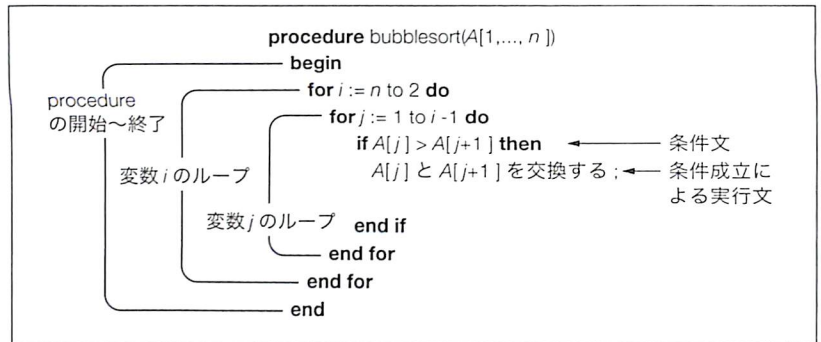 procedure bubblesort(A[1,..., n ])
begin
procedure
の開始〜終了
for i := n to 2 do
for j := 1 to i -1 do
if A[ j ] > A[ j+1 ] then
条件文
変数 i のループ
A[ j ] と A[ j+1 ] を交換する ;
条件成立に
よる実行文
変数 j のループ
end if
end for
end for
end